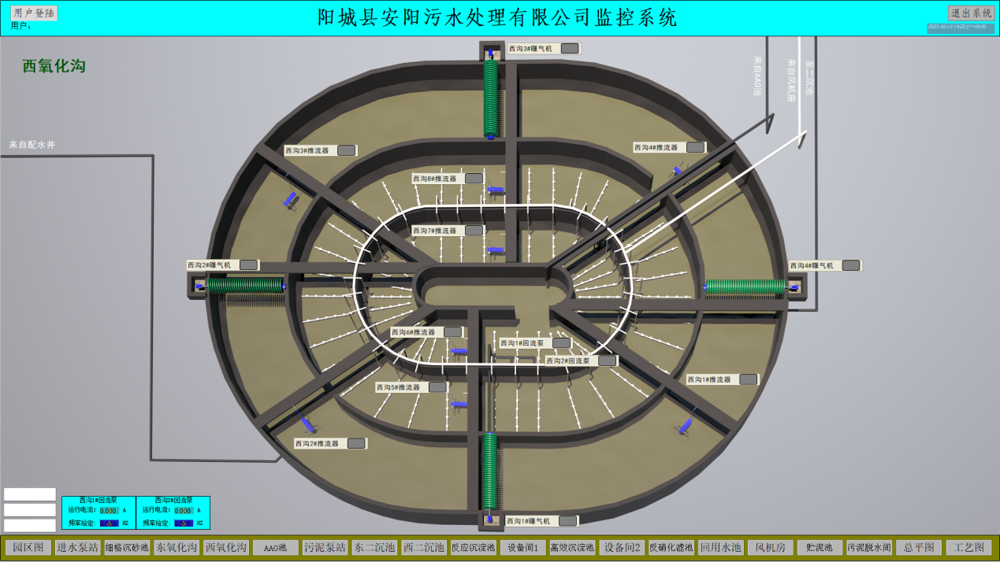 用户登陆
阳城县安阳污水处理有限公司监控系统
退出系统
用户:
2021-06-15 14:22:37+08:00
西氧化沟
西沟3#曝气机
来自AAO池
来自风机房
至二沉池
来自配水井
西沟3#推流器
西沟4#推流器
西沟8#推流器
西沟7#推流器
西沟2#曝气机
西沟4#曝气机
西沟6#推流器
西沟1#回流泵
西沟2#回流泵
西沟5#推流器
西沟1#推流器
西沟2#推流器
西沟1#曝气机
西沟1#回流泵
运行电流: 0.000 A
频率给定: 0.000 HZ
西沟2#回流泵
运行电流: 0.000 A
频率给定: 0.000 HZ
园区图 进水泵站 细格沉砂池 东氧化沟 西氧化沟 AAO池 污泥泵站 东二沉池 西二沉池 反应沉淀池 设备间1 高效沉淀池 设备间2 反硝化滤池 回用水池 风机房 贮泥池 污泥脱水间 总平图 工艺图